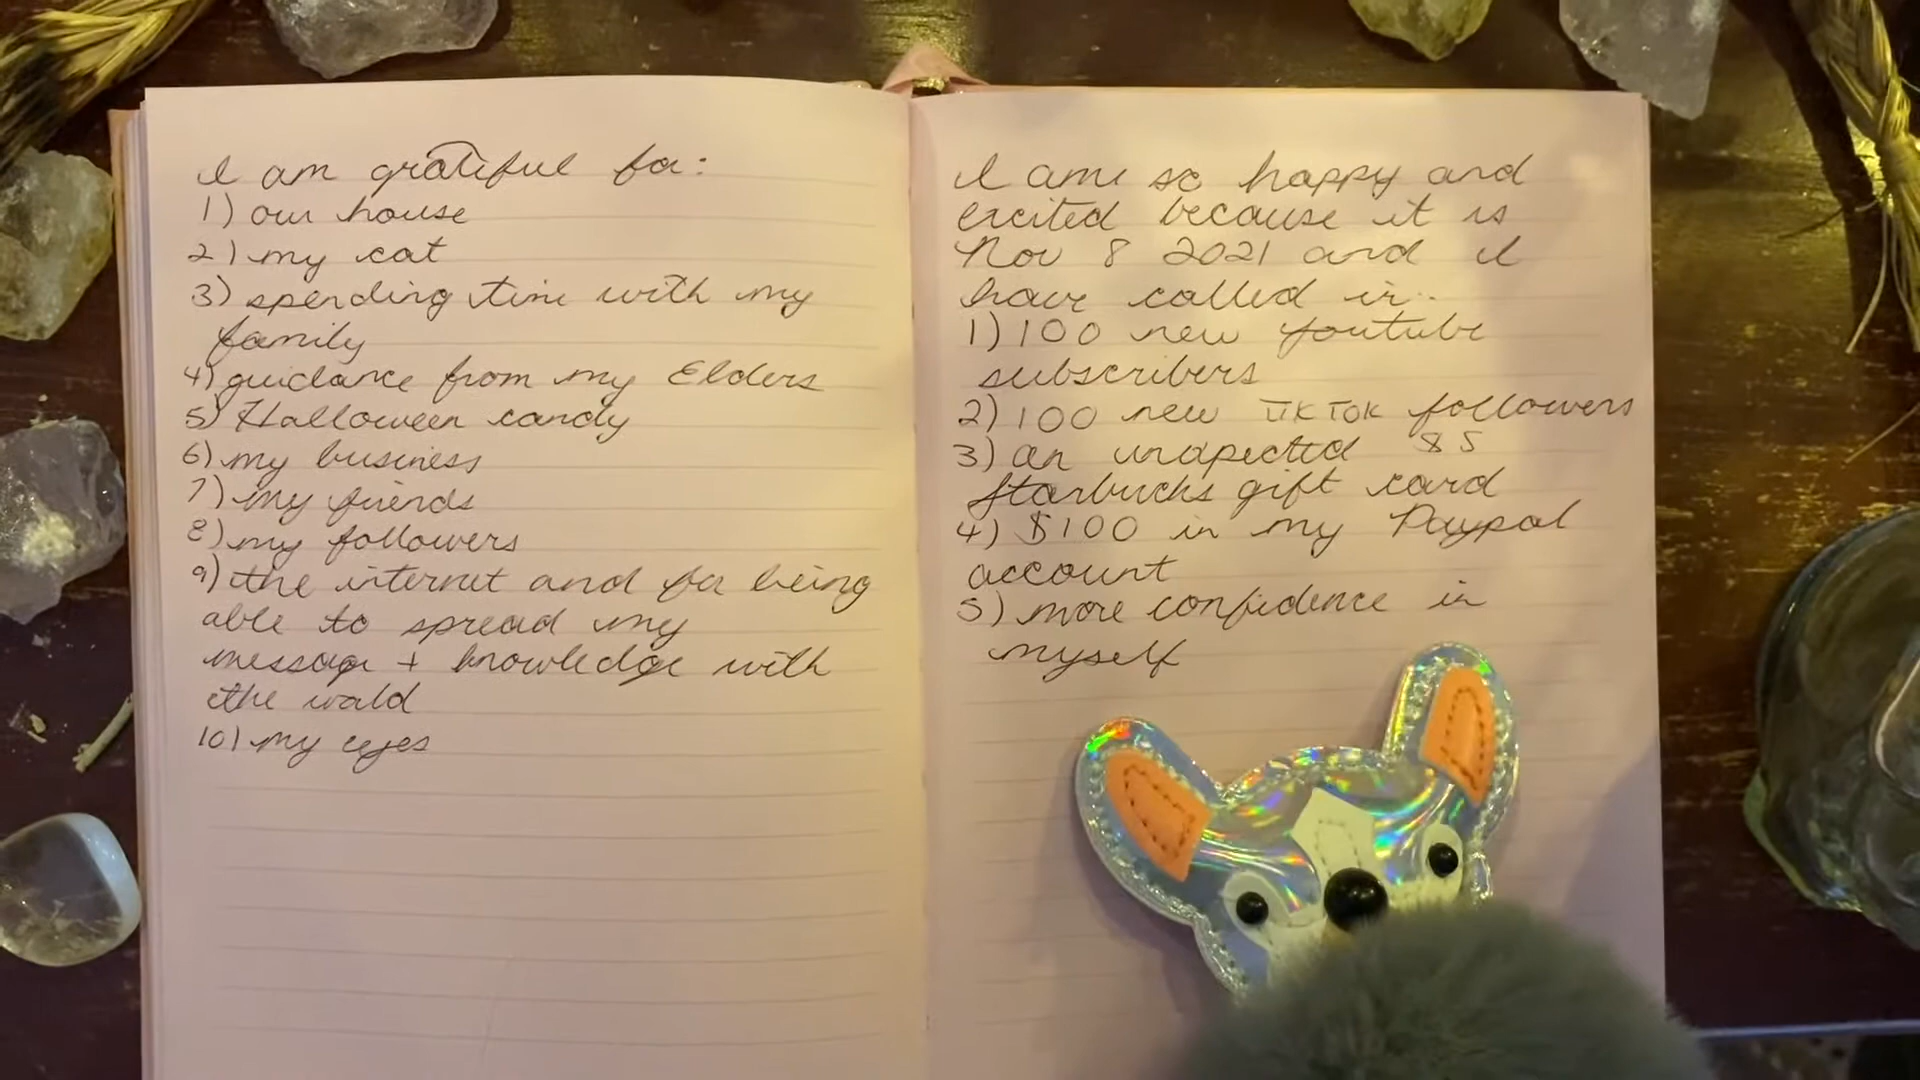 I am grateful for:
1) our house
2) my cat
3) spending time with my
family
4) guidance from my Elders
5) Halloween candy
6) my business
7) my friends
8) my followers
9) the internet and for being
able to spread my
message + knowledge with
the world
10) my eyes
I am so happy and
excited because it is
Nov 8 2021 and I
have called in..
1) 100 new youtube
subscribers
2) 100 new TikTok followers
3) an unexpected $5
Starbucks gift card
4) $100 in my Paypal
account
5) more confidence in
myself